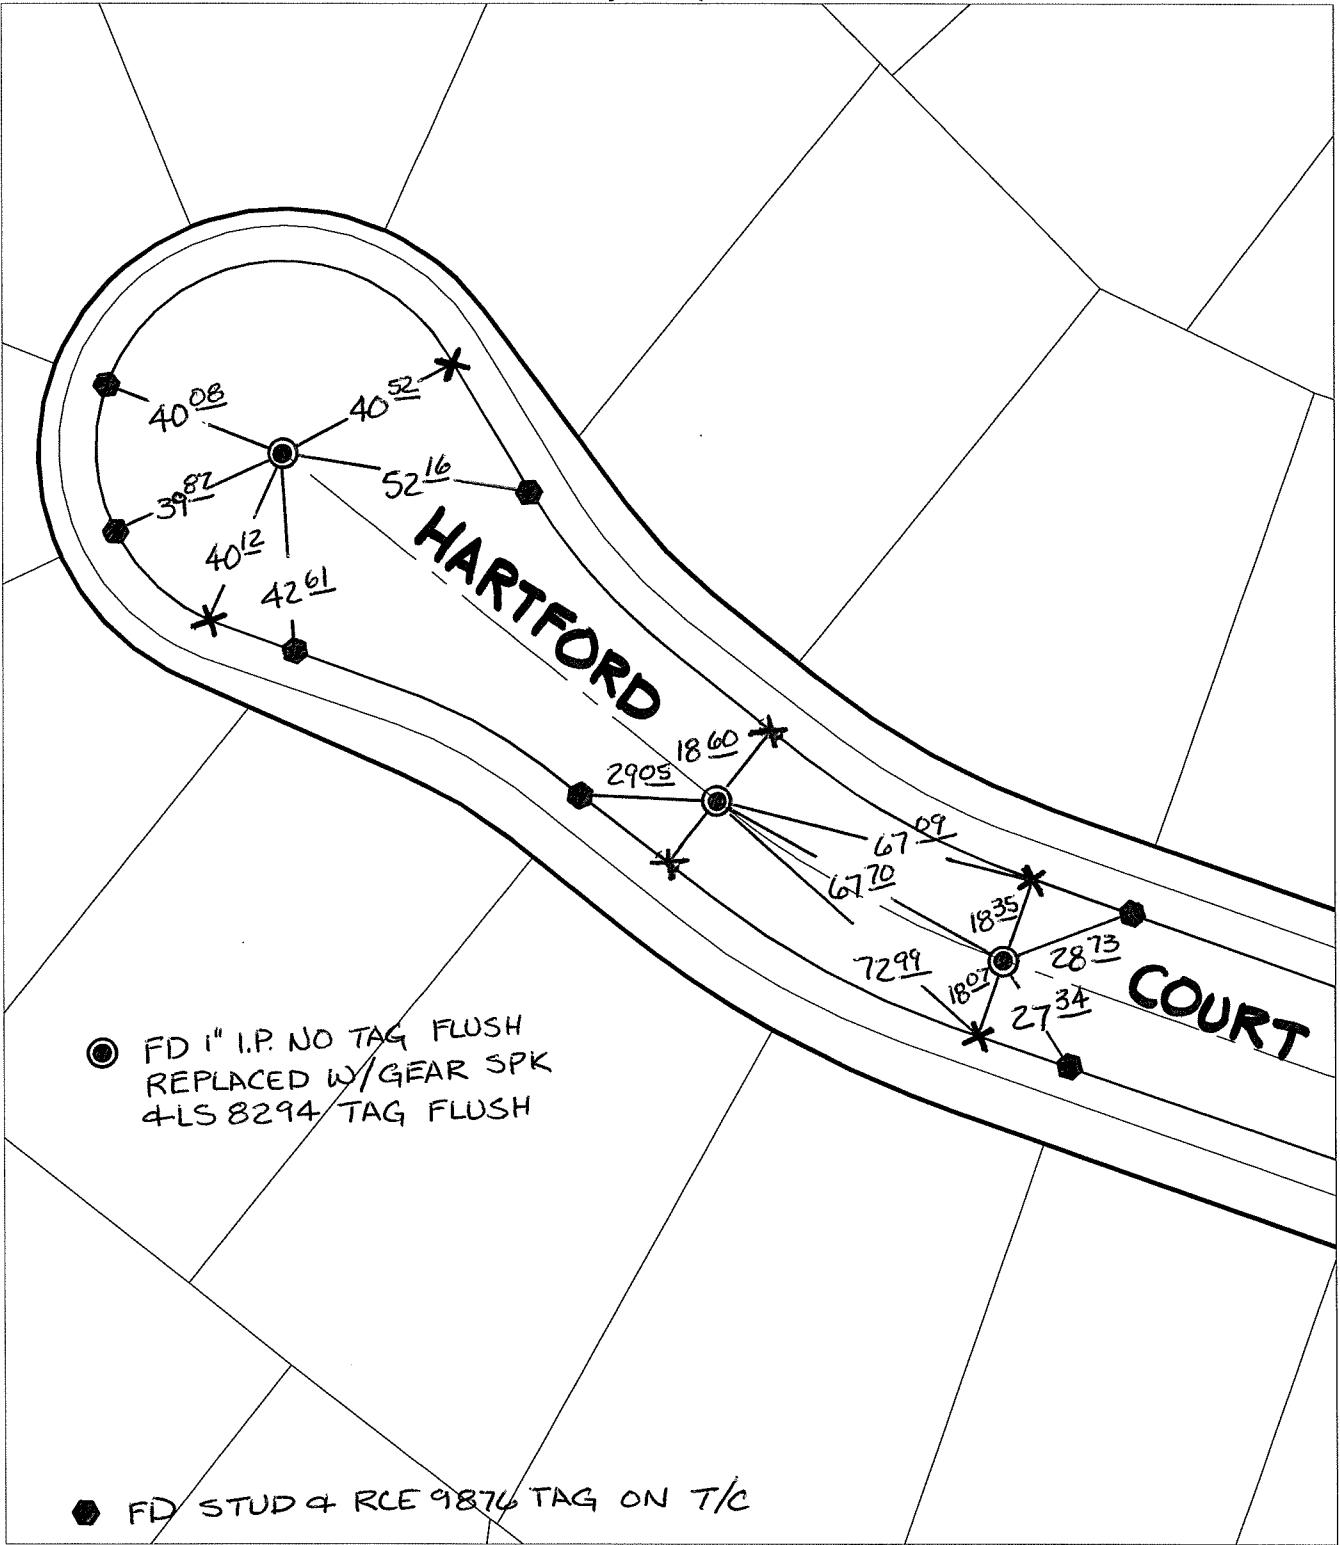 40 08
40 52
39 82
52 16
40 12
42 61
HARTFORD
18 60
29 05
67 09
67 70
18 35
28 73
72 99
18 07
27 34
COURT
FD 1" I.P. NO TAG FLUSH
REPLACED W/GEAR SPK
& LS 8294 TAG FLUSH
FD STUD & RCE 9876 TAG ON T/C